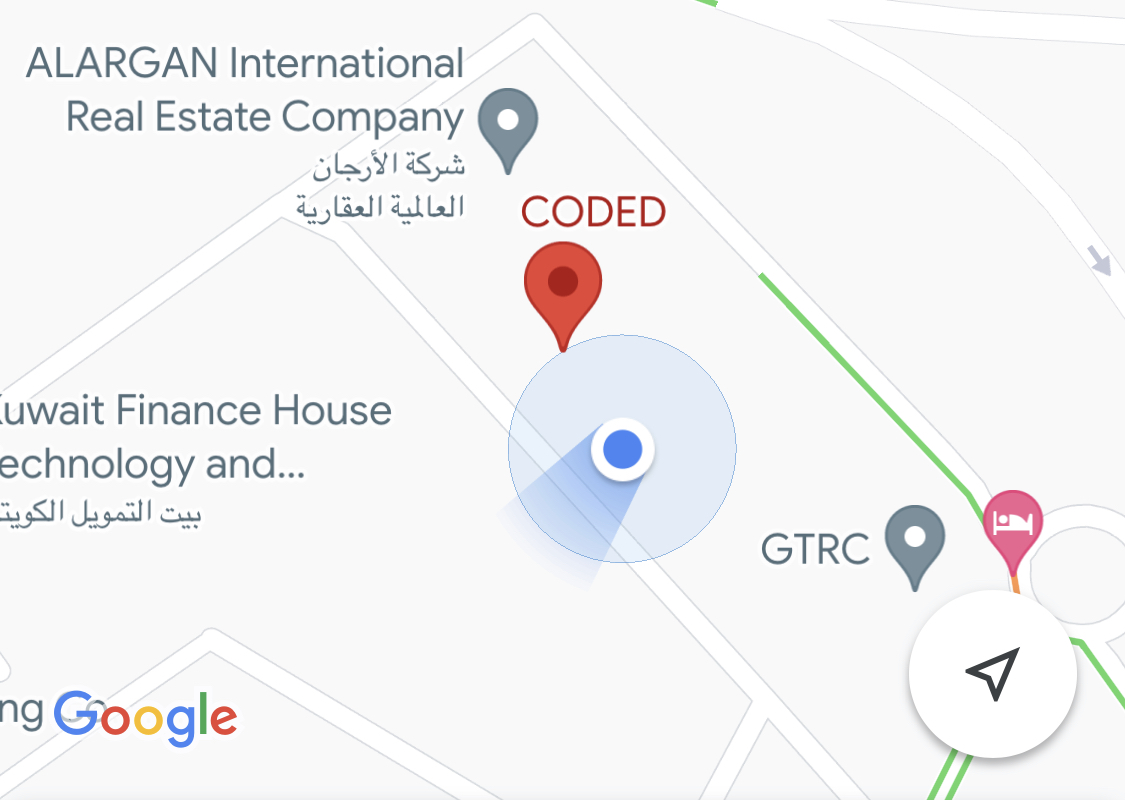 ALARGAN International
Real Estate Company
شركة الأرجان
العالمية العقارية
CODED
Kuwait Finance House
echnology and...
بيت التمويل الكويت
GTRC
ng Co
Google